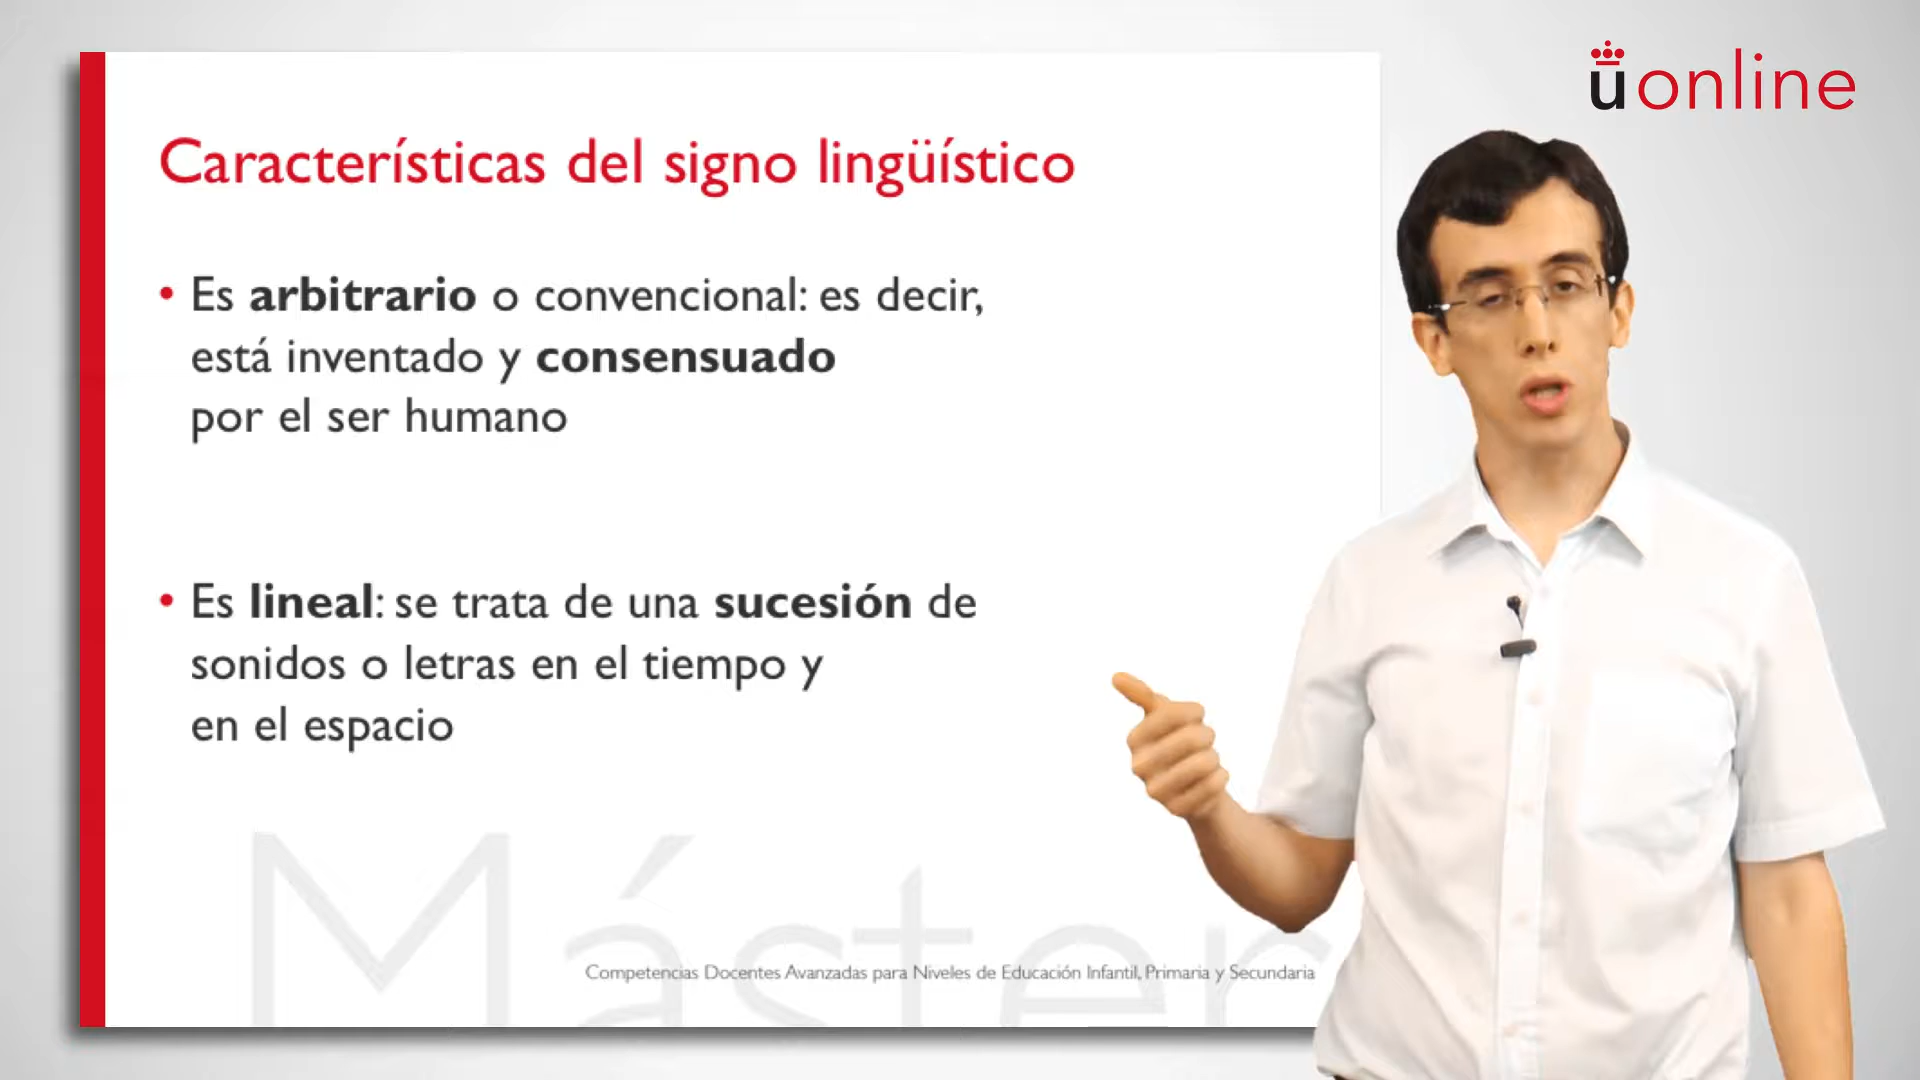 üonline
Características del signo lingüístico
• Es arbitrario o convencional: es decir,
está inventado y consensuado
por el ser humano
• Es lineal: se trata de una sucesión de
sonidos o letras en el tiempo y
en el espacio
Máster
Competencias Docentes Avanzadas para Niveles de Educación Infantil, Primaria y Secundaria